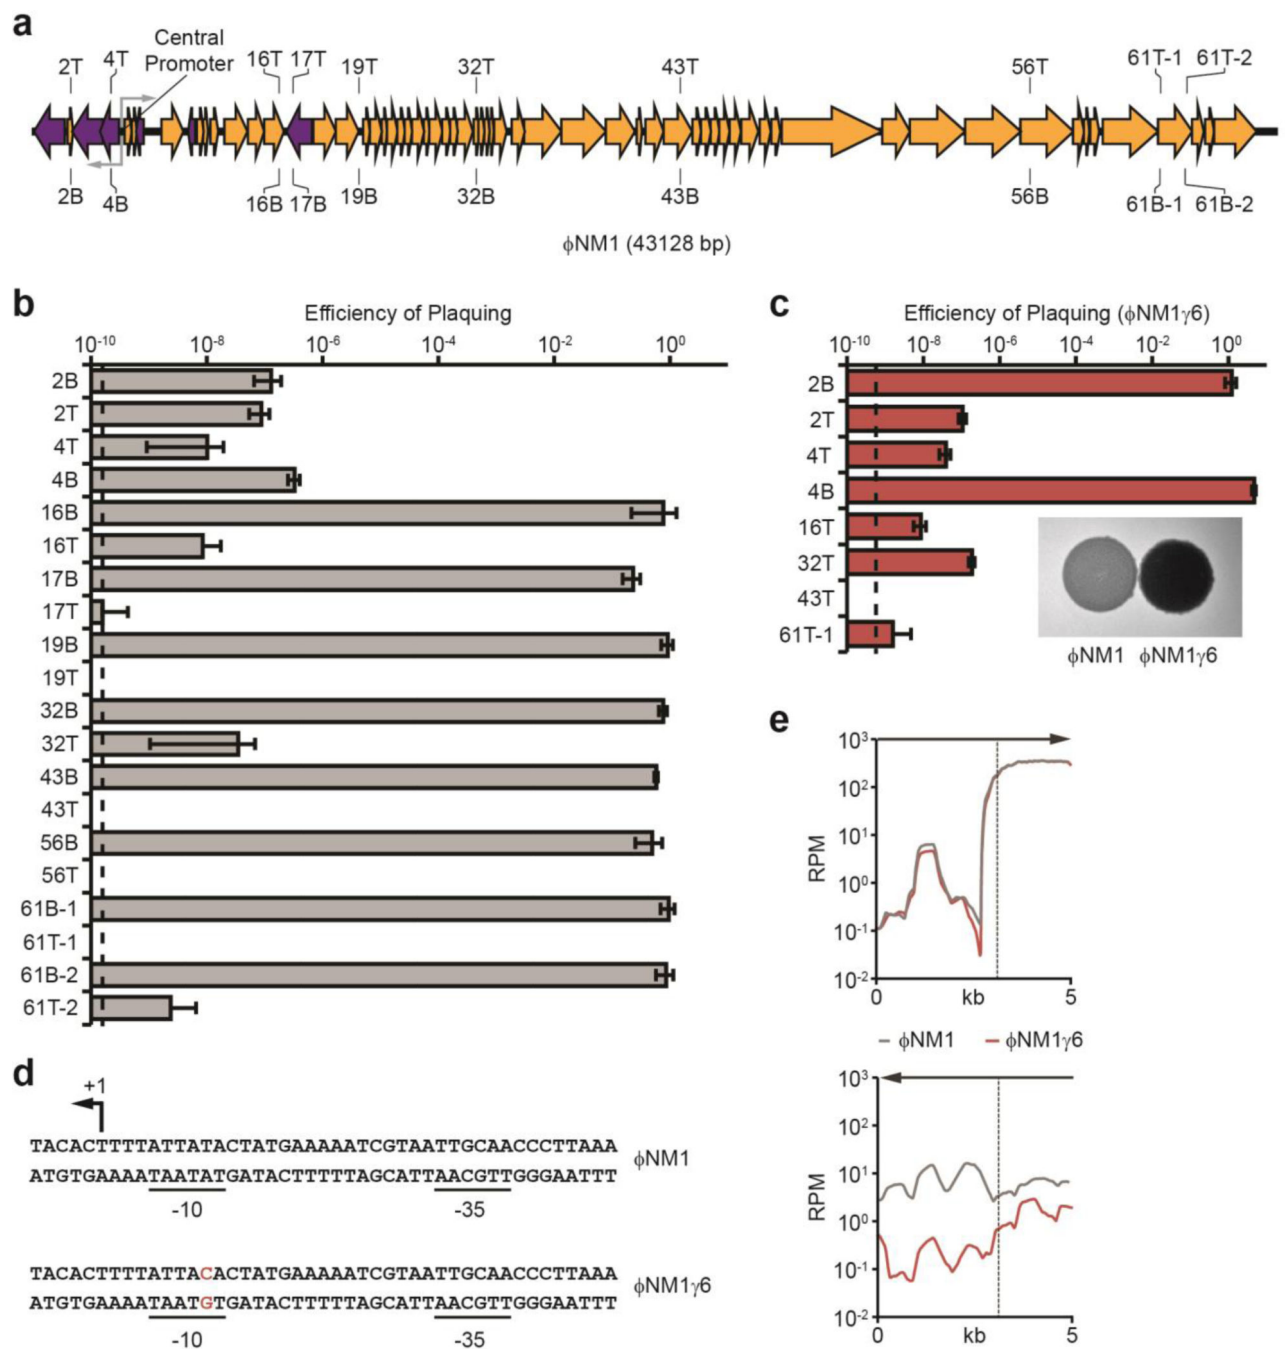 a
Central
Promoter
2T 4T 16T 17T 19T 32T 43T 56T 61T-1 61T-2
2B 4B 16B 17B 19B 32B 43B 56B 61B-1 61B-2
ϕNM1 (43128 bp)
b
Efficiency of Plaquing
10-10 10-8 10-6 10-4 10-2 100
2B
2T
4T
4B
16B
16T
17B
17T
19B
19T
32B
32T
43B
43T
56B
56T
61B-1
61T-1
61B-2
61T-2
c
Efficiency of Plaquing (ϕNM1γ6)
10-10 10-8 10-6 10-4 10-2 100
2B
2T
4T
4B
16T
32T
43T
61T-1
ϕNM1 ϕNM1γ6
d
+1
TACACTTTTATTATACTATGAAAAATCGTAATTGCAACCCTTAAA
ATGTGAAAATAATATGATACTTTTTAGCATTAACGTTGGGAATTT
ϕNM1
-10 -35
TACACTTTTATTACACTATGAAAAATCGTAATTGCAACCCTTAAA
ATGTGAAAATAATGTGATACTTTTTAGCATTAACGTTGGGAATTT
ϕNM1γ6
-10 -35
e
103
102
101
100
10-1
10-2
RPM
0 kb 5
ϕNM1 ϕNM1γ6
103
102
101
100
10-1
10-2
RPM
0 kb 5